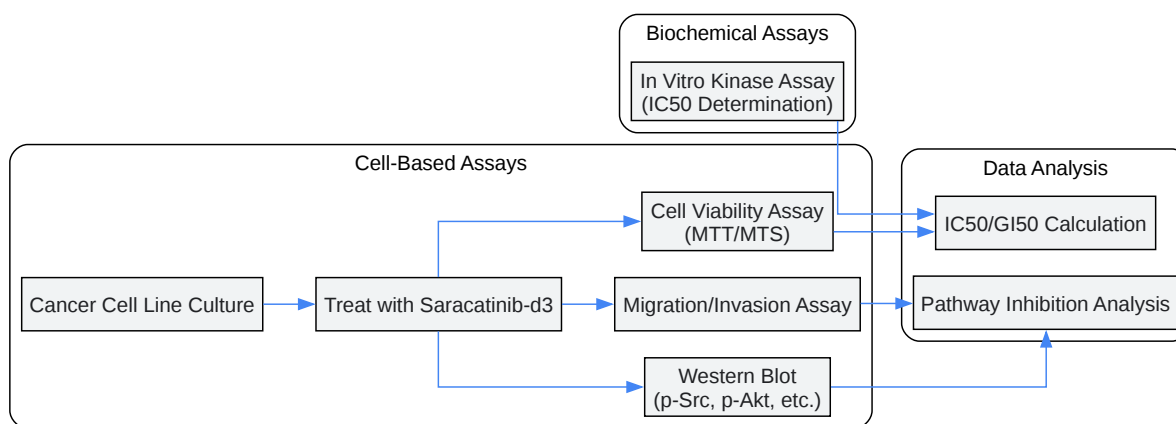 Biochemical Assays
In Vitro Kinase Assay
(IC50 Determination)
Cell-Based Assays
Data Analysis
Cell Viability Assay
(MTT/MTS)
IC50/GI50 Calculation
Cancer Cell Line Culture
Treat with Saracatinib-d3
Migration/Invasion Assay
Pathway Inhibition Analysis
Western Blot
(p-Src, p-Akt, etc.)